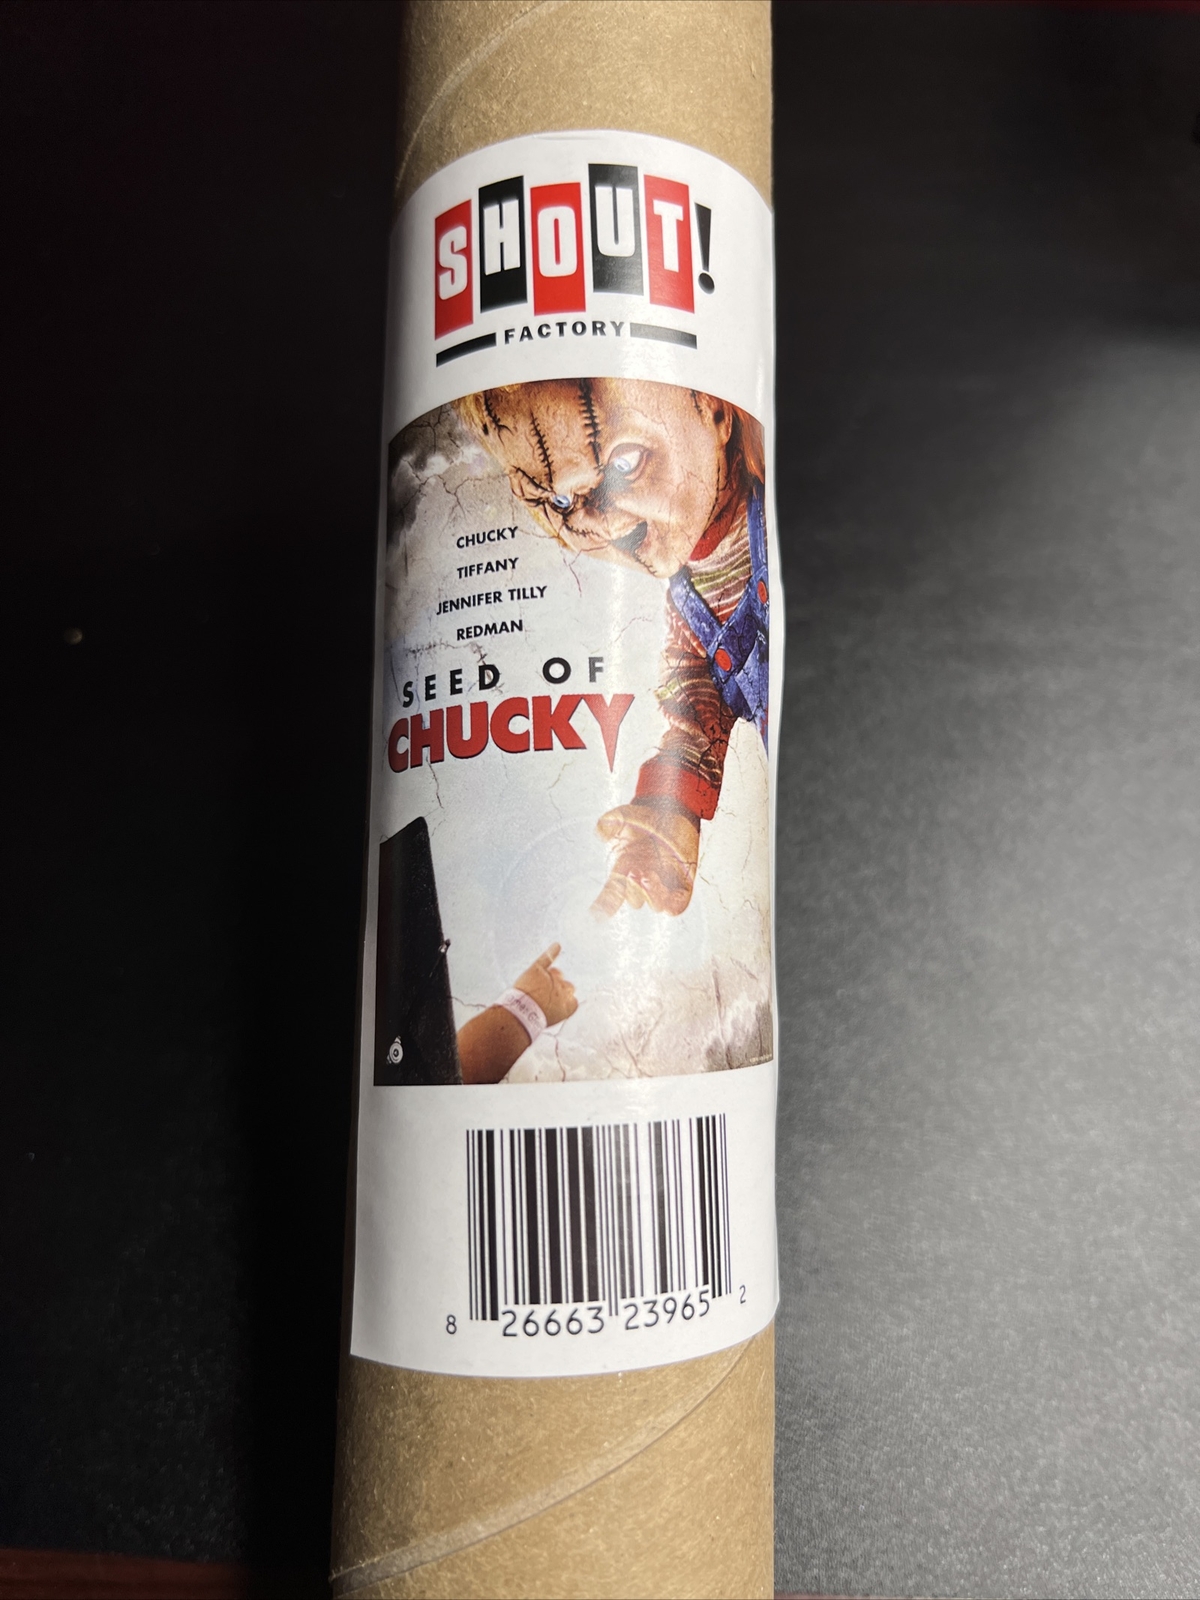 SHOUT!
FACTORY
CHUCKY
TIFFANY
JENNIFER TILLY
REDMAN
SEED OF
CHUCKY
8 26663 23965 2